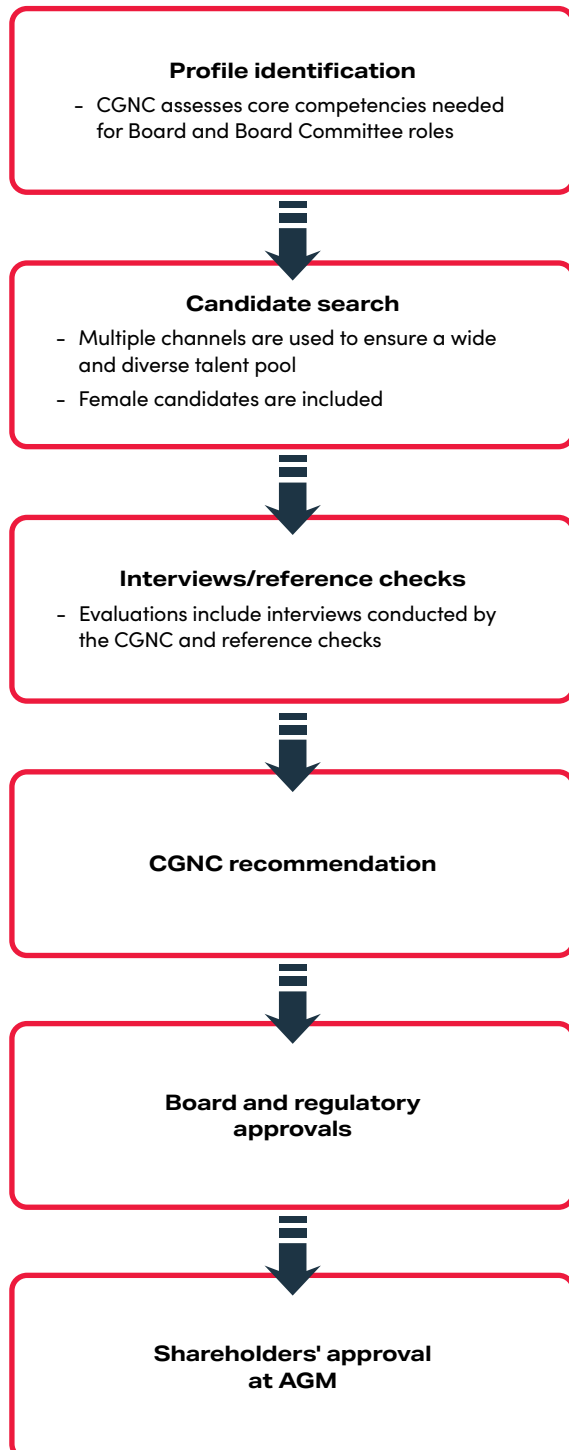 Profile identification
- CGNC assesses core competencies needed
for Board and Board Committee roles
Candidate search
- Multiple channels are used to ensure a wide
and diverse talent pool
- Female candidates are included
Interviews/reference checks
- Evaluations include interviews conducted by
the CGNC and reference checks
CGNC recommendation
Board and regulatory
approvals
Shareholders' approval
at AGM